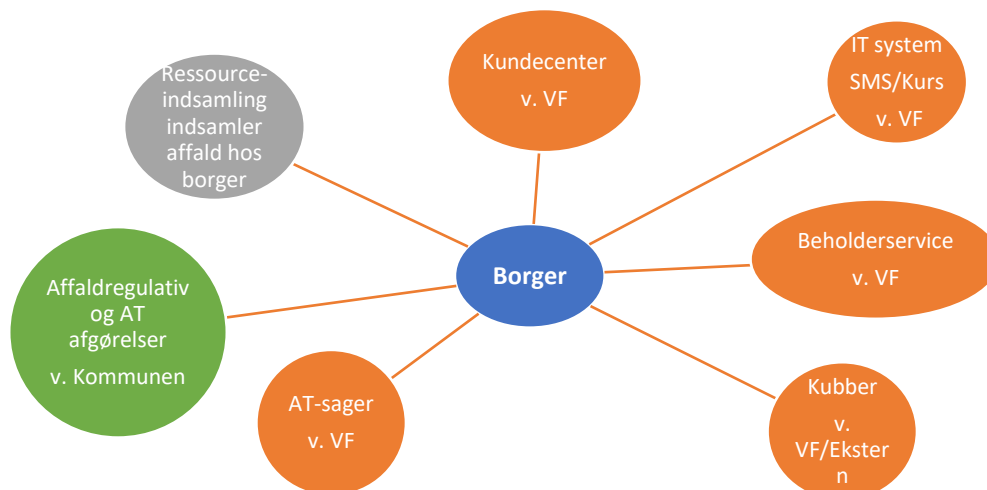 Ressource-
indsamling
indsamler
affald hos
borger
Kundecenter
v. VF
IT system
SMS/Kurs
v. VF
Borger
Beholderservice
v. VF
Affaldregulativ
og AT
afgørelser
v. Kommunen
AT-sager
v. VF
Kubber
v.
VF/Ekster
n